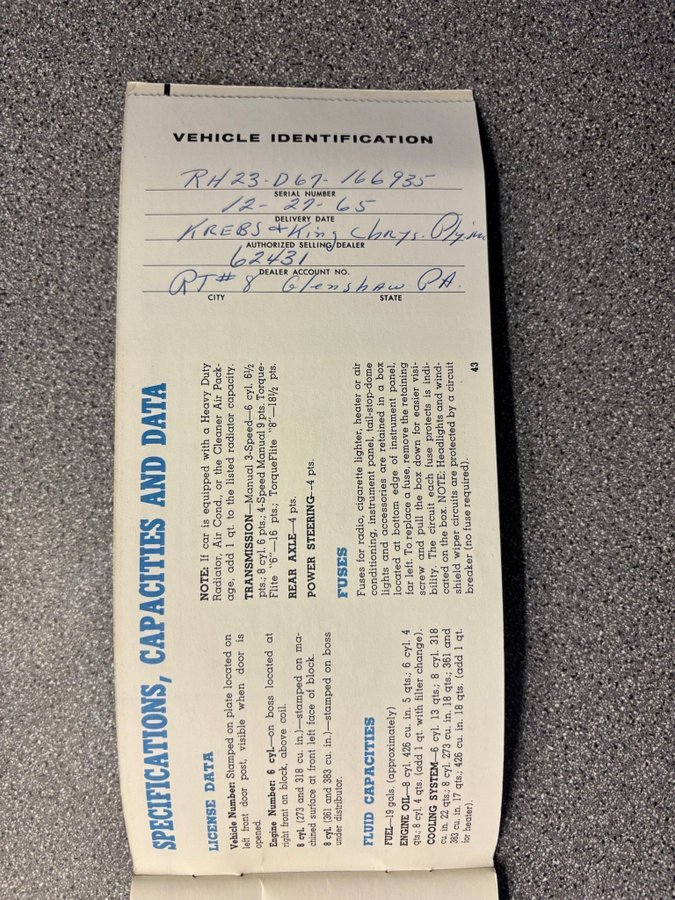 VEHICLE IDENTIFICATION
RH23-D67-166935
SERIAL NUMBER
12-27-65
DELIVERY DATE
KREBS & King Chrys. Plym
AUTHORIZED SELLING DEALER
62431
DEALER ACCOUNT NO.
RT # 8 Glenshaw PA.
CITY STATE
SPECIFICATIONS, CAPACITIES AND DATA
LICENSE DATA
Vehicle Number: Stamped on plate located on
left front door post, visible when door is
opened.
Engine Number: 6 cyl.—on boss located at
right front on block, above coil.
8 cyl. (273 and 318 cu. in.)—stamped on ma-
chined surface at front left face of block.
8 cyl. (361 and 383 cu. in.)—stamped on boss
under distributor.
FLUID CAPACITIES
FUEL—19 gals. (approximately)
ENGINE OIL—8 cyl. 426 cu. in. 5 qts.; 6 cyl. 4
qts.; 8 cyl. 4 qts. (add 1 qt. with filter change).
COOLING SYSTEM—6 cyl. 13 qts.; 8 cyl. 318
cu. in. 22 qts.; 8 cyl. 273 cu. in. 18 qts.; 361 and
383 cu. in. 17 qts.; 426 cu. in. 18 qts. (add 1 qt.
for heater).
NOTE: If car is equipped with a Heavy Duty
Radiator, Air Cond., or the Cleaner Air Pack-
age, add 1 qt. to the listed radiator capacity.
TRANSMISSION—Manual 3-Speed—6 cyl. 6½
pts.; 8 cyl. 6 pts.; 4-Speed Manual 9 pts. Torque-
Flite "6"—16 pts.; TorqueFlite "8"—18½ pts.
REAR AXLE—4 pts.
POWER STEERING—4 pts.
FUSES
Fuses for radio, cigarette lighter, heater or air
conditioning, instrument panel, tail-stop-dome
lights and accessories are retained in a box
located at bottom edge of instrument panel,
far left. To replace a fuse, remove the retaining
screw and pull the box down for easier visi-
bility. The circuit each fuse protects is indi-
cated on the box. NOTE: Headlights and wind-
shield wiper circuits are protected by a circuit
breaker (no fuse required).
43